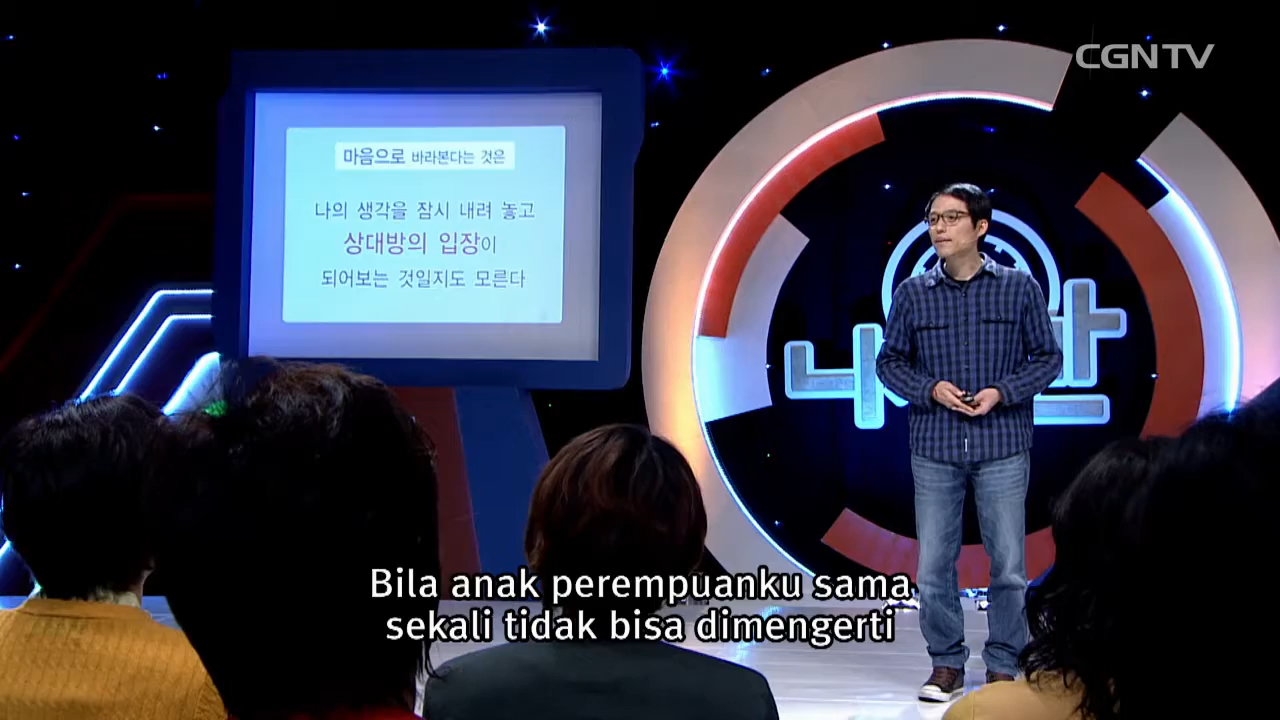 CGNTV
마음으로 바라본다는 것은
나의 생각을 잠시 내려 놓고
상대방의 입장이
되어보는 것일지도 모른다
Bila anak perempuanku sama
sekali tidak bisa dimengerti